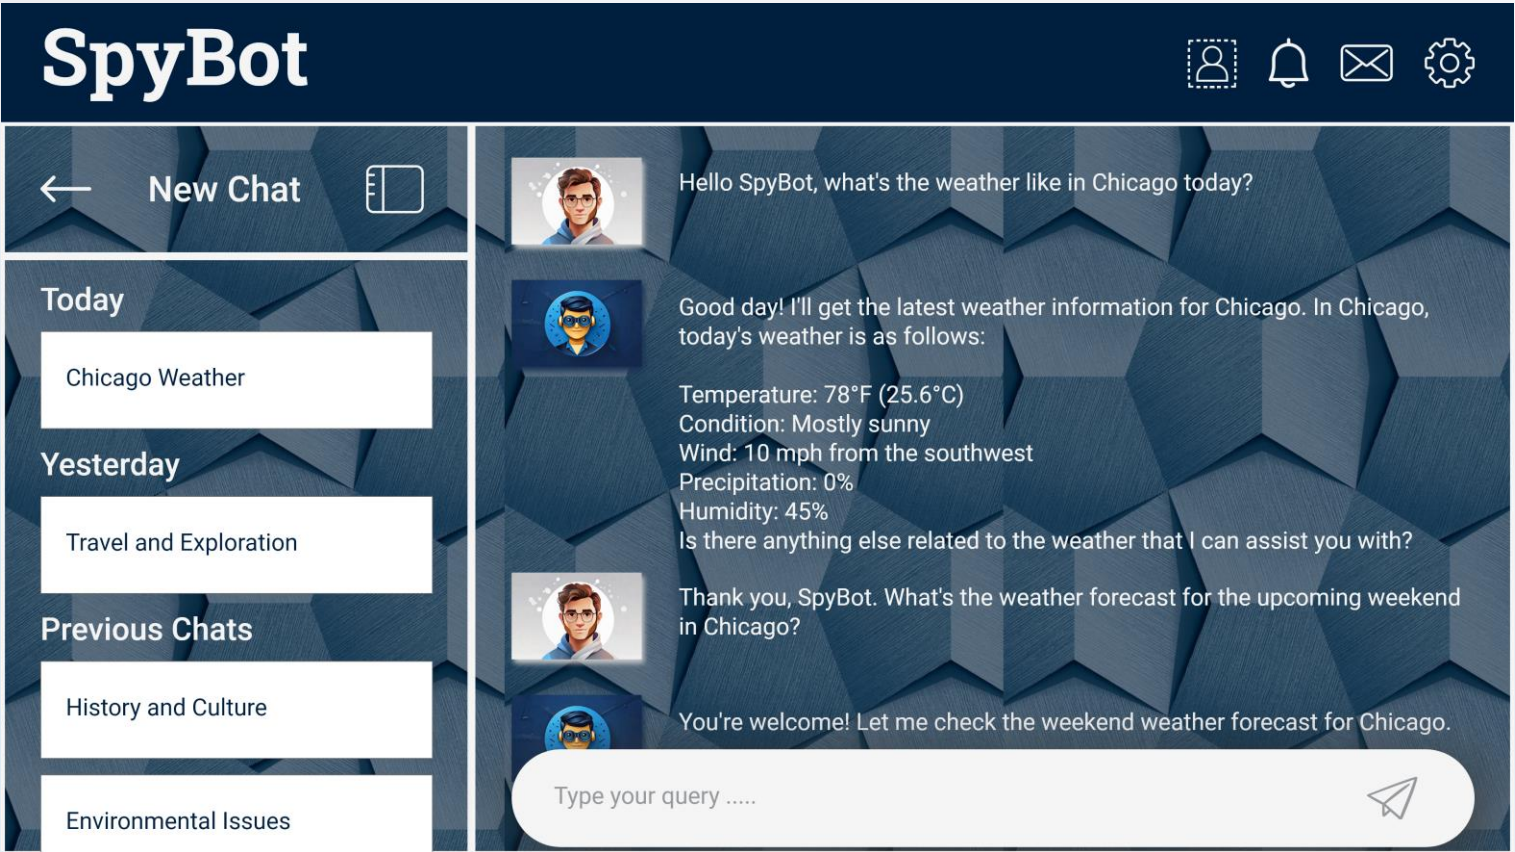 SpyBot
New Chat
Today
Chicago Weather
Yesterday
Travel and Exploration
Previous Chats
History and Culture
Environmental Issues
Hello SpyBot, what's the weather like in Chicago today?
Good day! I'll get the latest weather information for Chicago. In Chicago,
today's weather is as follows:
Temperature: 78°F (25.6°C)
Condition: Mostly sunny
Wind: 10 mph from the southwest
Precipitation: 0%
Humidity: 45%
Is there anything else related to the weather that I can assist you with?
Thank you, SpyBot. What's the weather forecast for the upcoming weekend
in Chicago?
You're welcome! Let me check the weekend weather forecast for Chicago.
Type your query .....